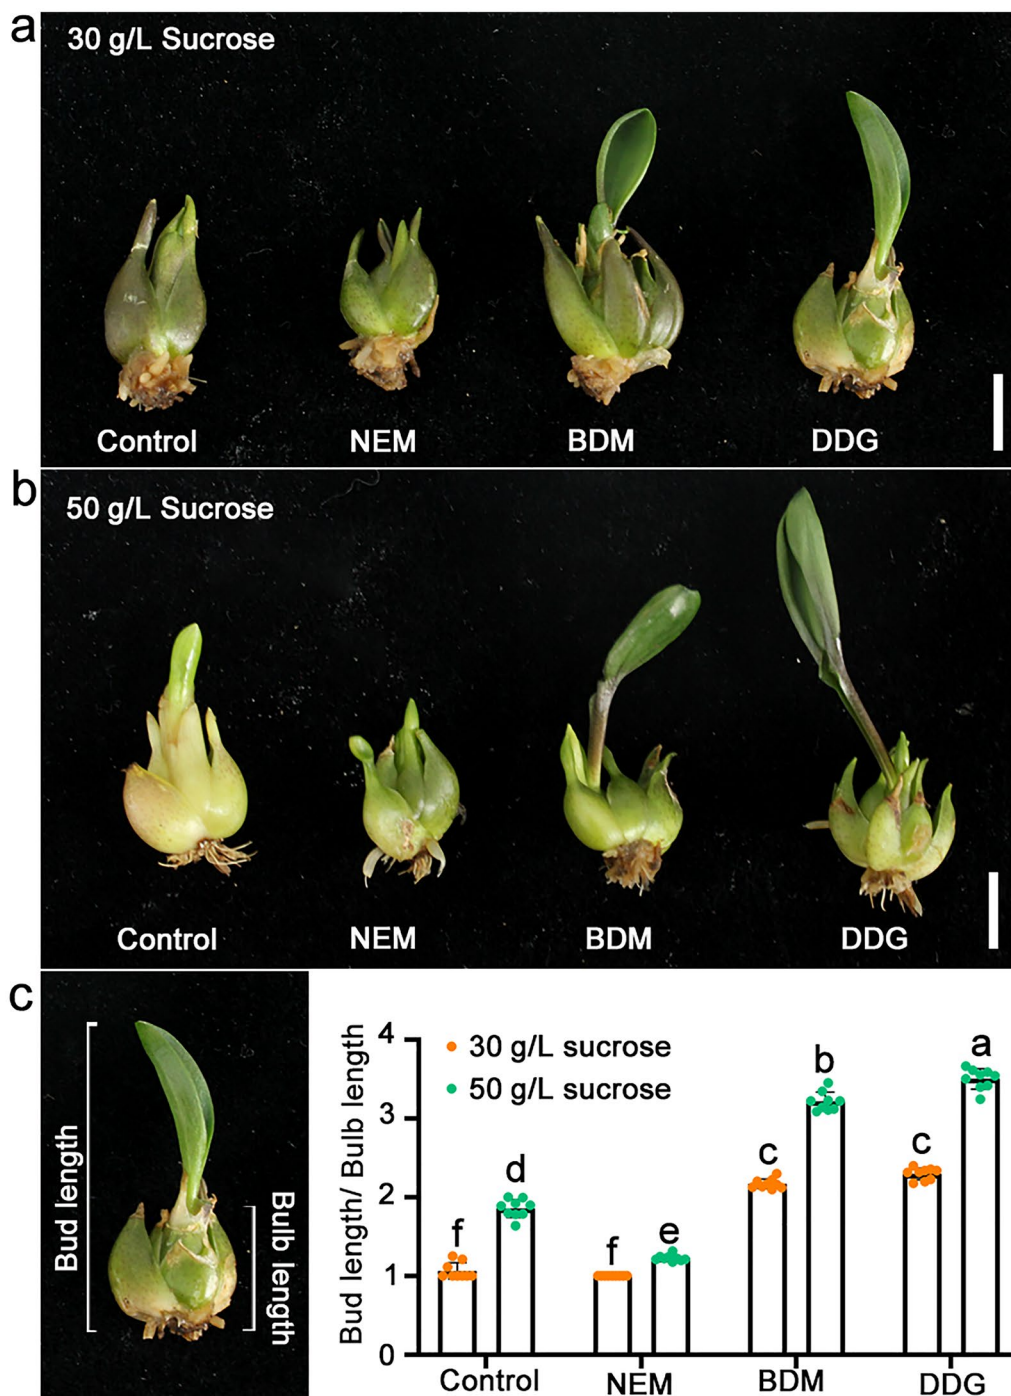 a
30 g/L Sucrose
Control NEM BDM DDG
b
50 g/L Sucrose
Control NEM BDM DDG
c
Bud length
Bulb length
Bud length/ Bulb length
4
3
2
1
0
30 g/L sucrose
50 g/L sucrose
f d f e c b c a
Control NEM BDM DDG